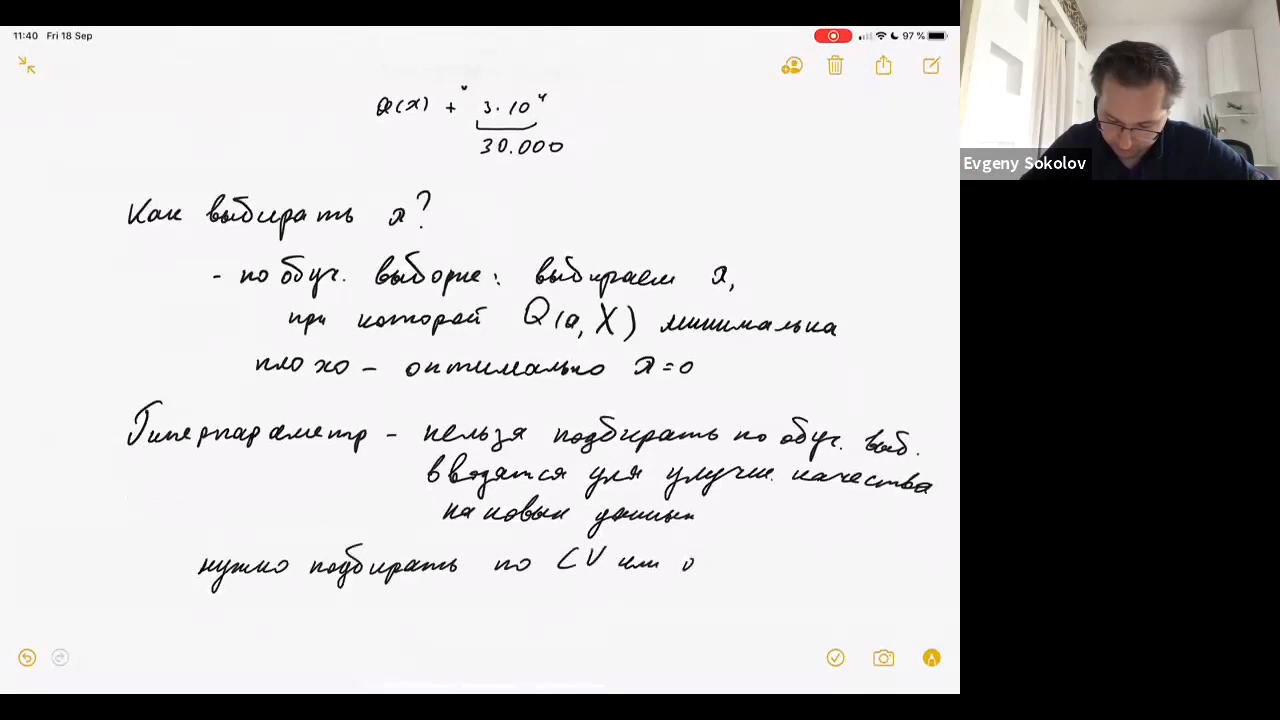 11:40 Fri 18 Sep
97 %
a(x) + 3·10⁴
30.000
Как выбирать λ?
- по обуч. выборке: выбираем λ,
при которой Q(a, X) минимальна
плохо – оптимально λ=0
Гиперпараметр – нельзя подбирать по обуч. выб.
вводятся для улучш. качества
на новых данных
нужно подбирать по CV или о
Evgeny Sokolov